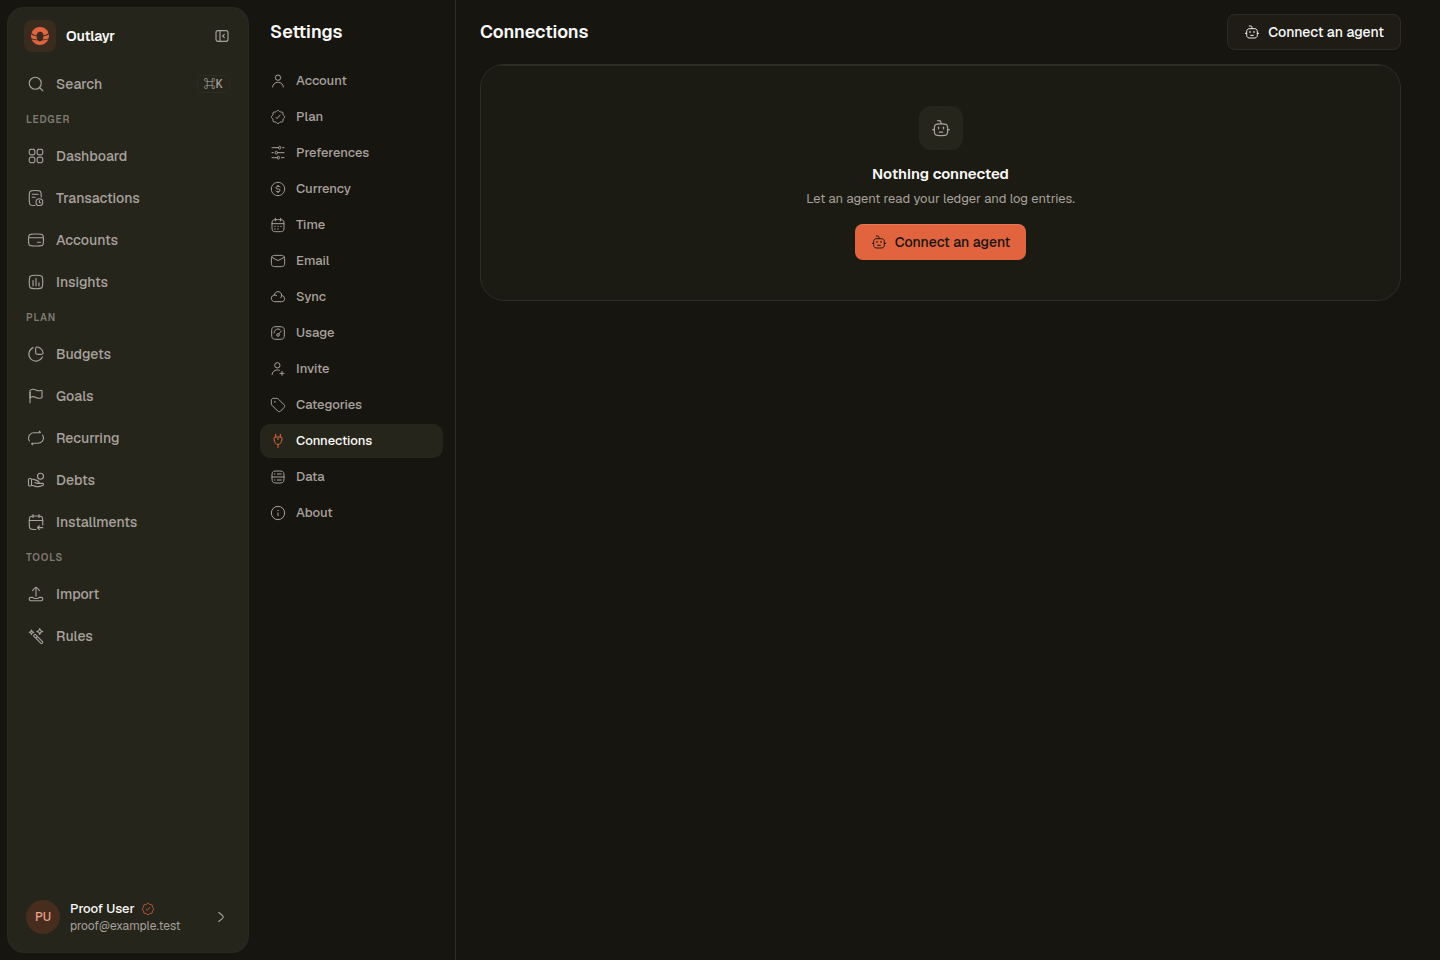 Outlayr
Search ⌘K
LEDGER
Dashboard
Transactions
Accounts
Insights
PLAN
Budgets
Goals
Recurring
Debts
Installments
TOOLS
Import
Rules
PU
Proof User
proof@example.test
Settings
Account
Plan
Preferences
Currency
Time
Email
Sync
Usage
Invite
Categories
Connections
Data
About
Connections
Connect an agent
Nothing connected
Let an agent read your ledger and log entries.
Connect an agent